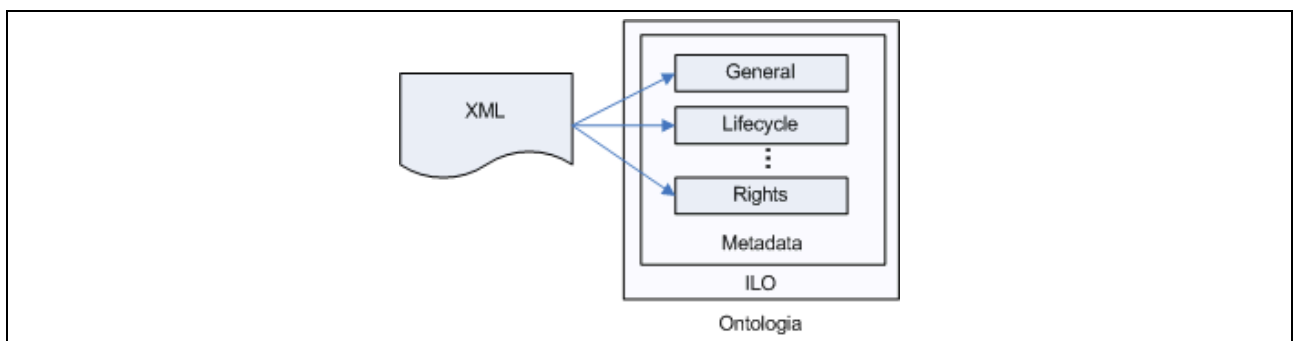 XML
General
Lifecycle
Rights
Metadata
ILO
Ontologia